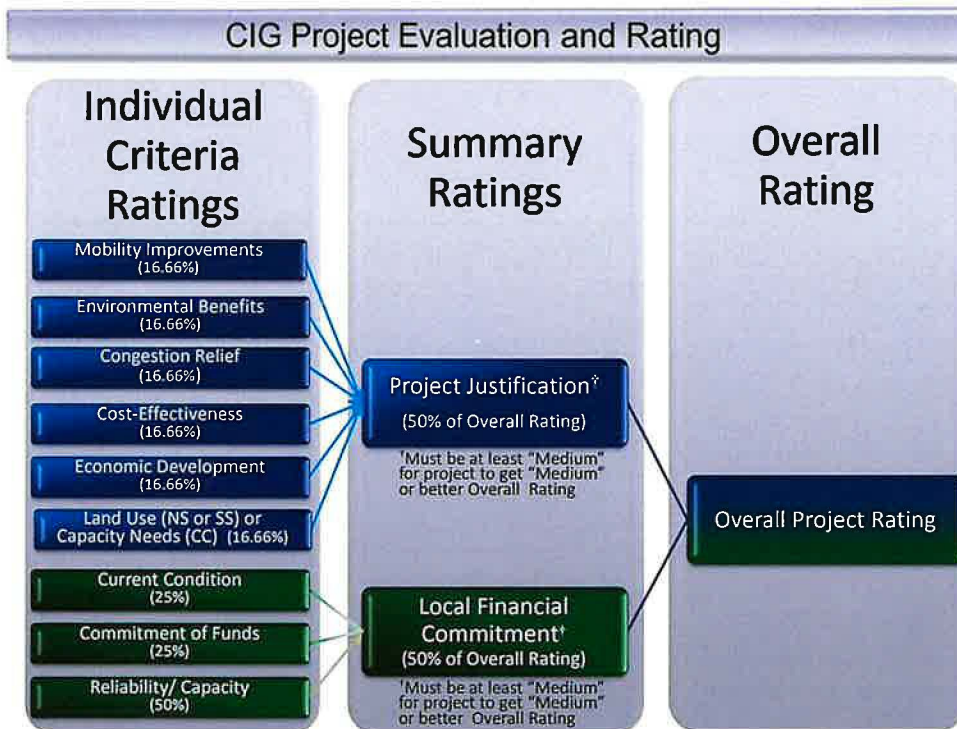 CIG Project Evaluation and Rating
Individual
Criteria
Ratings
Mobility Improvements
(16.66%)
Environmental Benefits
(16.66%)
Congestion Relief
(16.66%)
Cost-Effectiveness
(16.66%)
Economic Development
(16.66%)
Land Use (NS or SS) or
Capacity Needs (CC) (16.66%)
Current Condition
(25%)
Commitment of Funds
(25%)
Reliability/ Capacity
(50%)
Summary
Ratings
Project Justification†
(50% of Overall Rating)
†Must be at least "Medium"
for project to get "Medium"
or better Overall Rating
Local Financial
Commitment†
(50% of Overall Rating)
†Must be at least "Medium"
for project to get "Medium"
or better Overall Rating
Overall
Rating
Overall Project Rating